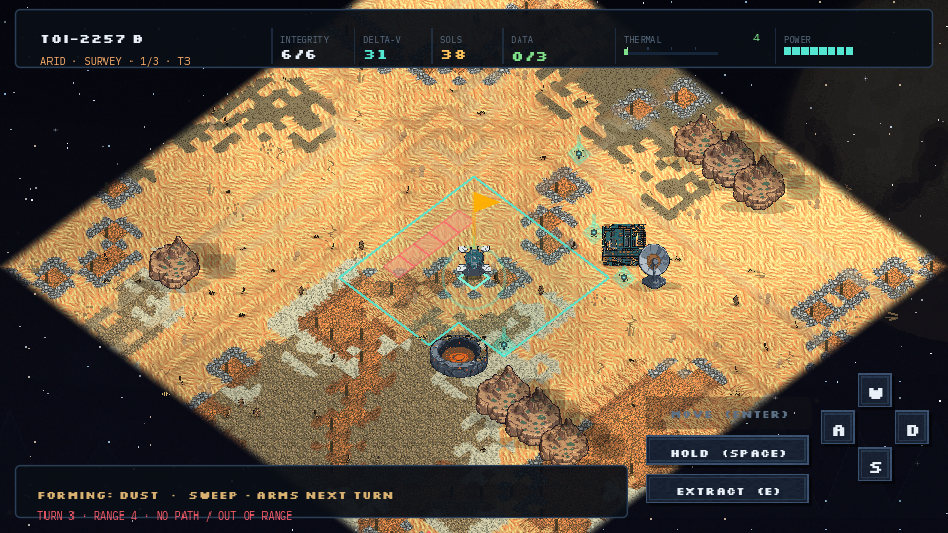 TOI-2257 B
ARID · SURVEY · 1/3 · T3
INTEGRITY
6/6
DELTA-V
31
SOLS
38
DATA
0/3
THERMAL
4
POWER
W
A
D
S
HOLD (SPACE)
EXTRACT (E)
FORMING: DUST · SWEEP · ARMS NEXT TURN
TURN 3 · RANGE 4 · NO PATH / OUT OF RANGE